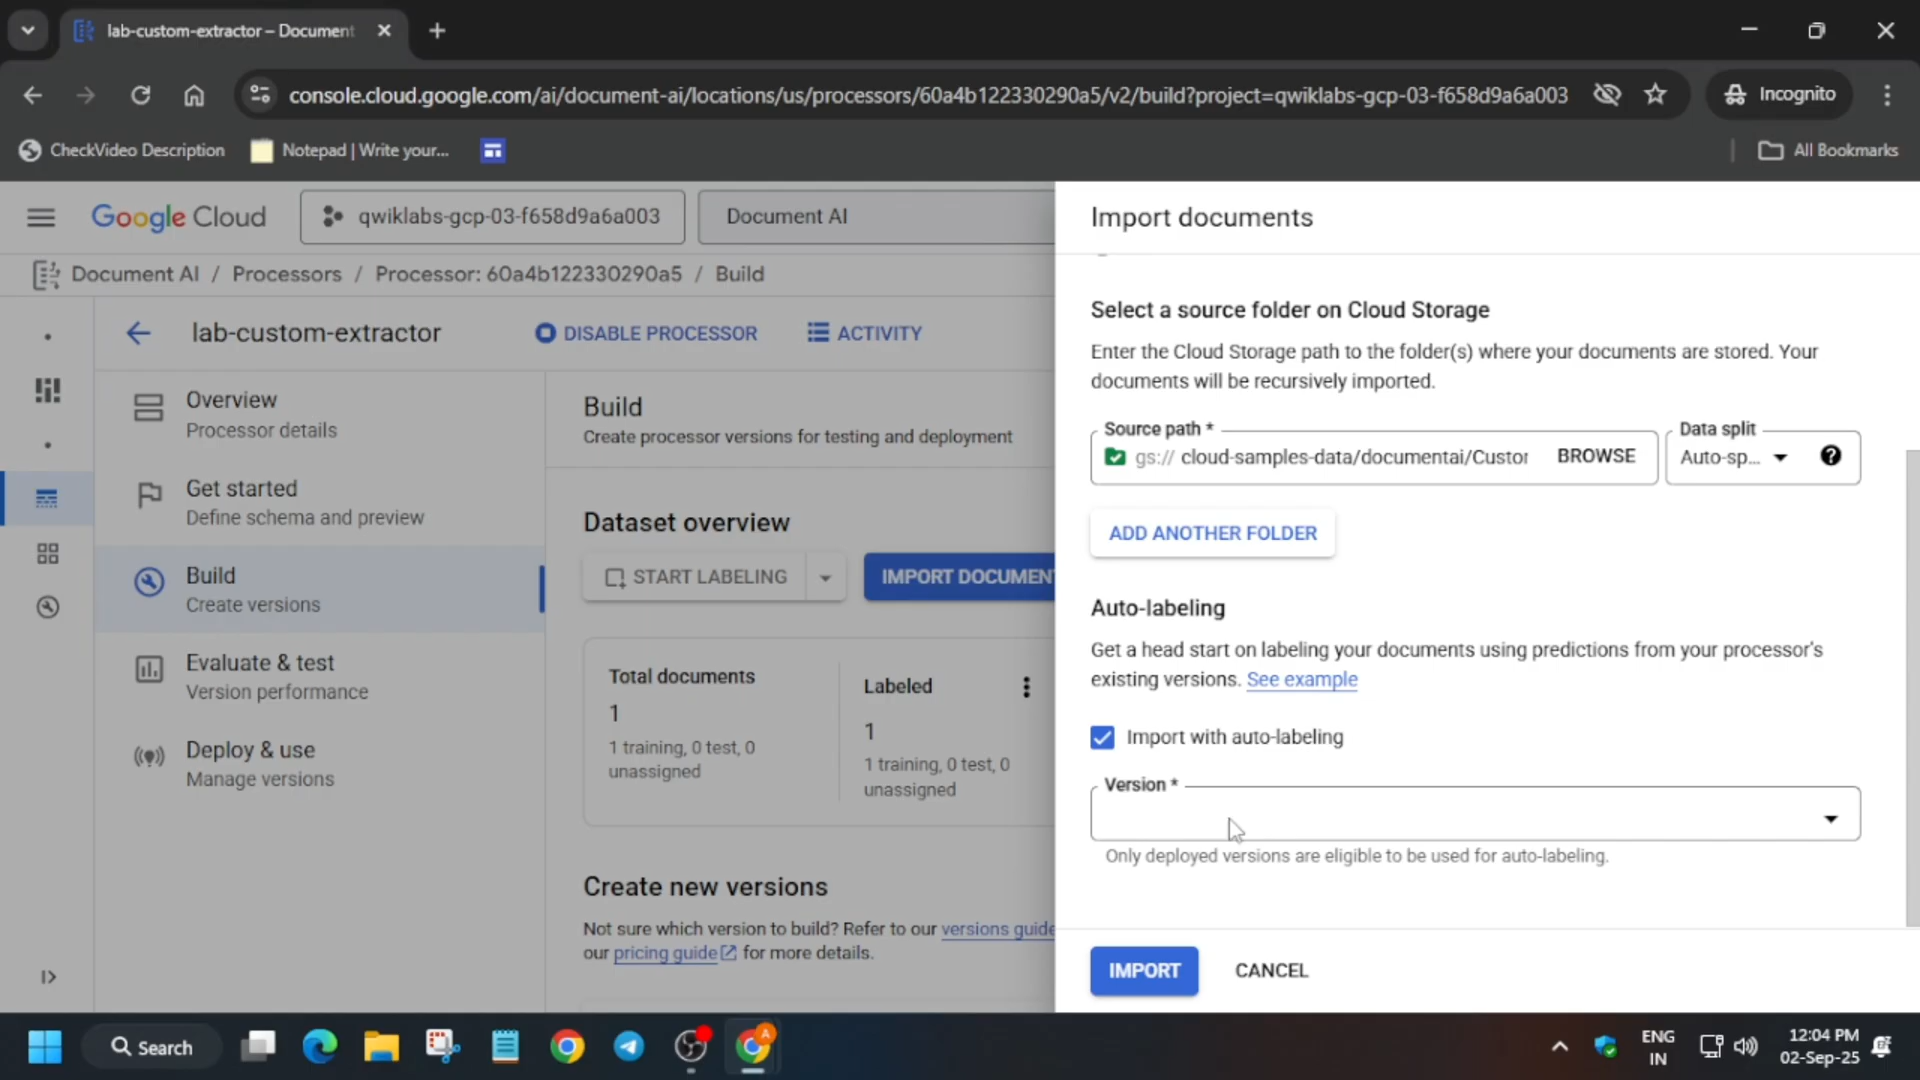 lab-custom-extractor – Document
console.cloud.google.com/ai/document-ai/locations/us/processors/60a4b122330290a5/v2/build?project=qwiklabs-gcp-03-f658d9a6a003
Incognito
CheckVideo Description
Notepad | Write your...
All Bookmarks
Google Cloud
qwiklabs-gcp-03-f658d9a6a003
Document AI
Document AI / Processors / Processor: 60a4b122330290a5 / Build
lab-custom-extractor
DISABLE PROCESSOR
ACTIVITY
Overview
Processor details
Get started
Define schema and preview
Build
Create versions
Evaluate & test
Version performance
Deploy & use
Manage versions
Build
Create processor versions for testing and deployment
Dataset overview
START LABELING
IMPORT DOCUMENT
Total documents
1
1 training, 0 test, 0
unassigned
Labeled
1
1 training, 0 test, 0
unassigned
Create new versions
Not sure which version to build? Refer to our versions guide
our pricing guide for more details.
Import documents
Select a source folder on Cloud Storage
Enter the Cloud Storage path to the folder(s) where your documents are stored. Your
documents will be recursively imported.
Source path *
gs:// cloud-samples-data/documentai/Custor
BROWSE
Data split
Auto-sp...
ADD ANOTHER FOLDER
Auto-labeling
Get a head start on labeling your documents using predictions from your processor's
existing versions. See example
Import with auto-labeling
Version *
Only deployed versions are eligible to be used for auto-labeling.
IMPORT
CANCEL
Search
ENG
IN
12:04 PM
02-Sep-25